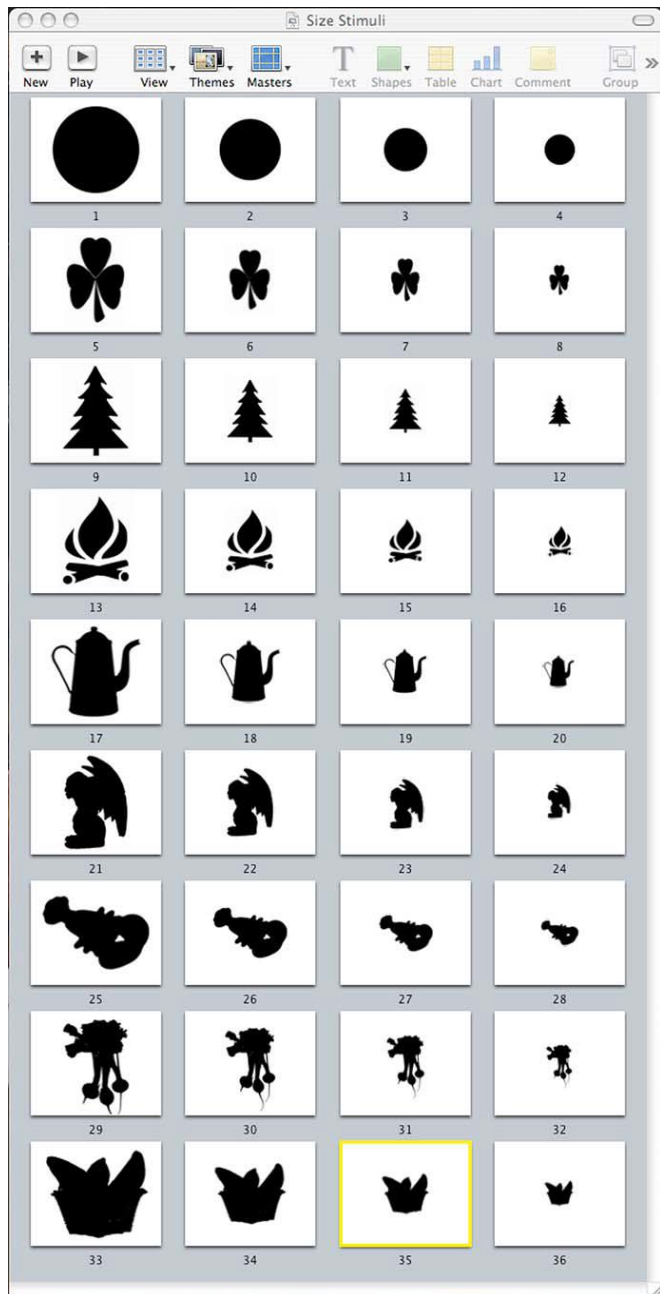 Size Stimuli
New Play View Themes Masters Text Shapes Table Chart Comment Group »
1 2 3 4
5 6 7 8
9 10 11 12
13 14 15 16
17 18 19 20
21 22 23 24
25 26 27 28
29 30 31 32
33 34 35 36